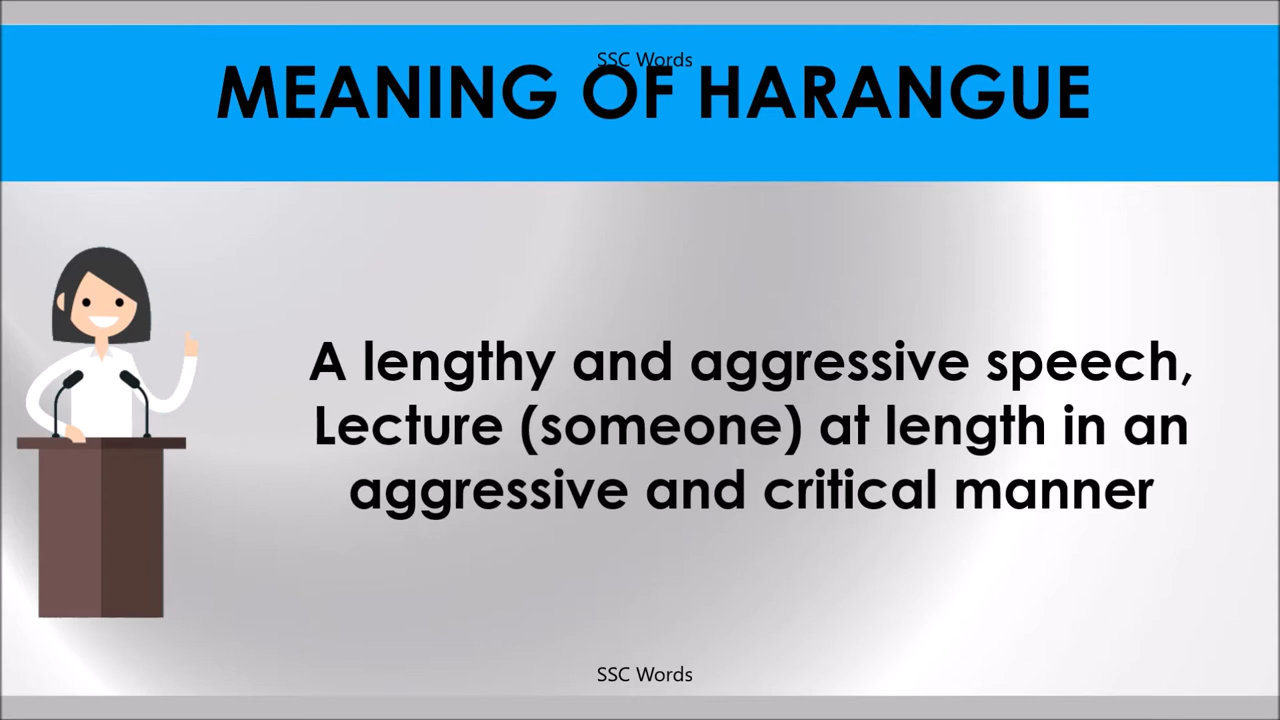 SSC Words
MEANING OF HARANGUE
A lengthy and aggressive speech,
Lecture (someone) at length in an
aggressive and critical manner
SSC Words